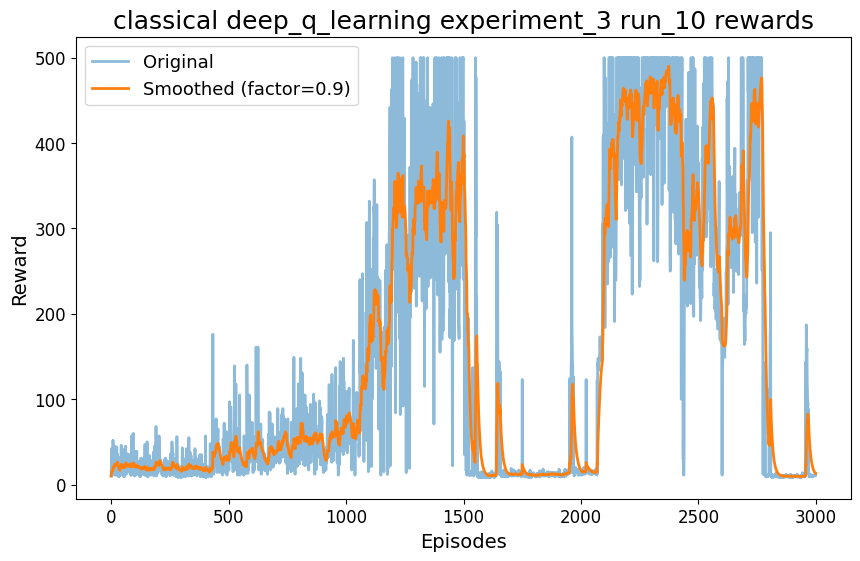 classical deep_q_learning experiment_3 run_10 rewards
Original
Smoothed (factor=0.9)
Reward
500
400
300
200
100
0
0 500 1000 1500 2000 2500 3000
Episodes